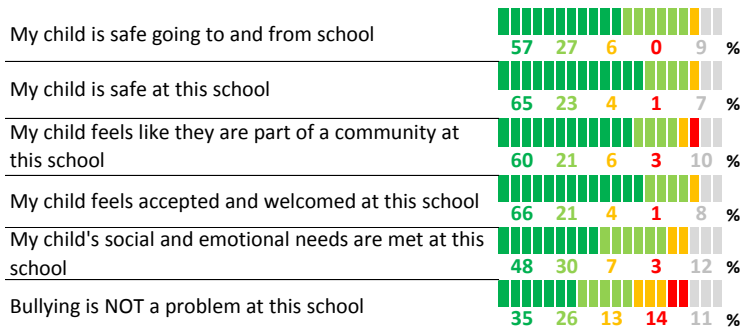 My child is safe going to and from school
57 27 6 0 9 %
My child is safe at this school
65 23 4 1 7 %
My child feels like they are part of a community at
this school
60 21 6 3 10 %
My child feels accepted and welcomed at this school
66 21 4 1 8 %
My child's social and emotional needs are met at this
school
48 30 7 3 12 %
Bullying is NOT a problem at this school
35 26 13 14 11 %